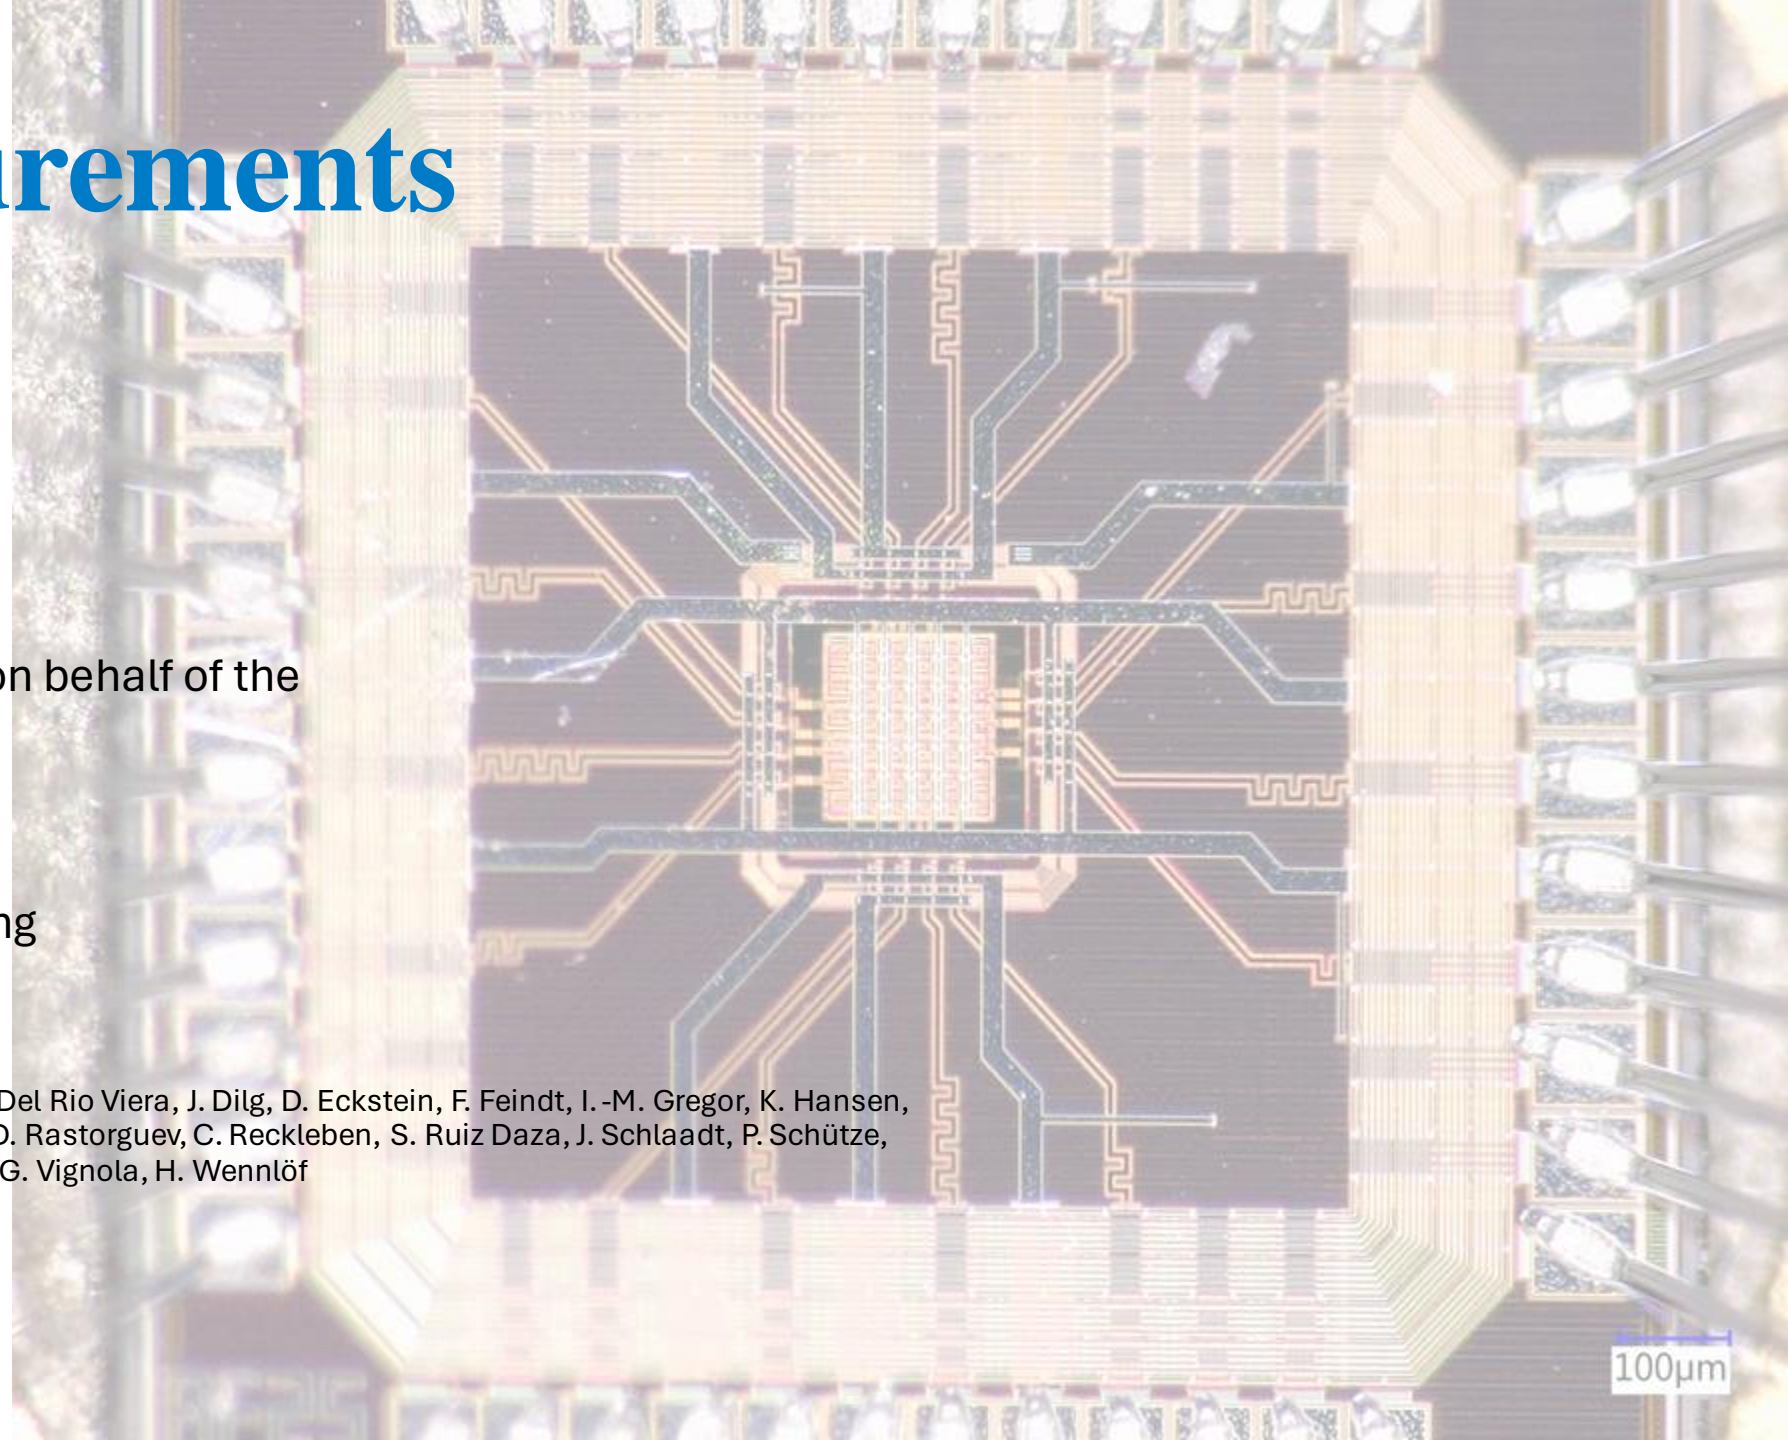 urements
on behalf of the
ng
Del Rio Viera, J. Dilg, D. Eckstein, F. Feindt, I.-M. Gregor, K. Hansen,
D. Rastorguev, C. Reckleben, S. Ruiz Daza, J. Schlaadt, P. Schütze,
G. Vignola, H. Wennlöf
100µm